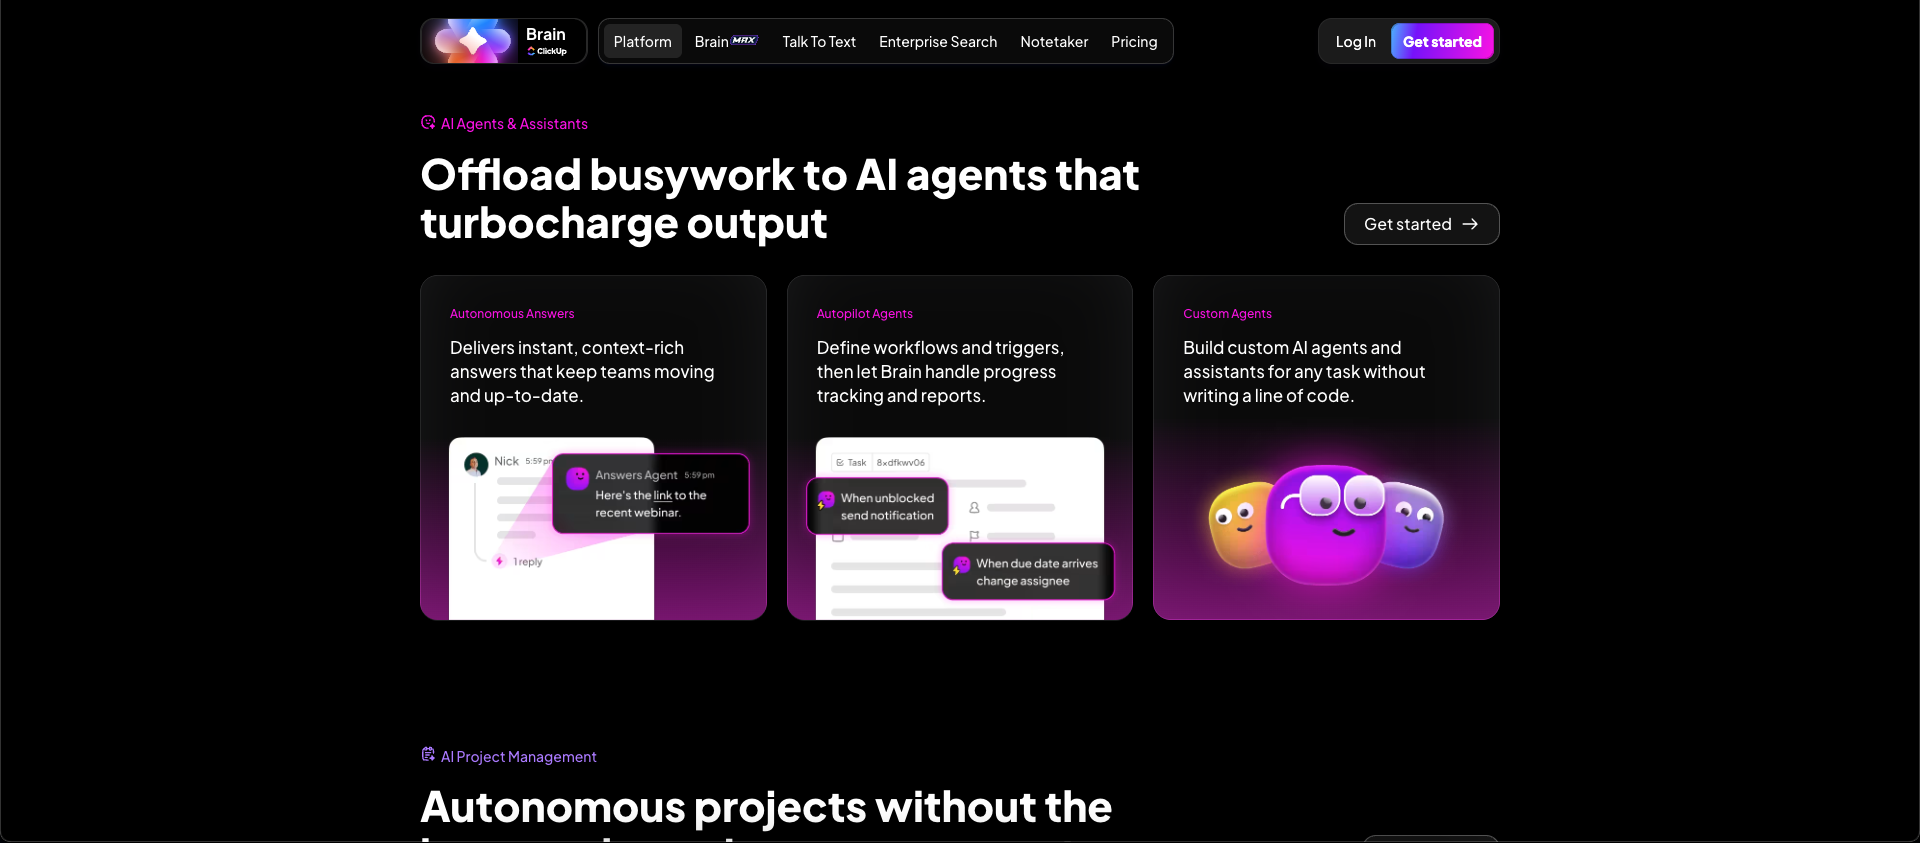 Brain
ClickUp
Platform
Brain MAX
Talk To Text
Enterprise Search
Notetaker
Pricing
Log In
Get started
AI Agents & Assistants
Offload busywork to AI agents that
turbocharge output
Get started →
Autonomous Answers
Delivers instant, context-rich
answers that keep teams moving
and up-to-date.
Nick 5:59 pm
Answers Agent 5:59 pm
Here's the link to the
recent webinar.
1 reply
Autopilot Agents
Define workflows and triggers,
then let Brain handle progress
tracking and reports.
Task 8xdfkwv06
When unblocked
send notification
When due date arrives
change assignee
Custom Agents
Build custom AI agents and
assistants for any task without
writing a line of code.
AI Project Management
Autonomous projects without the